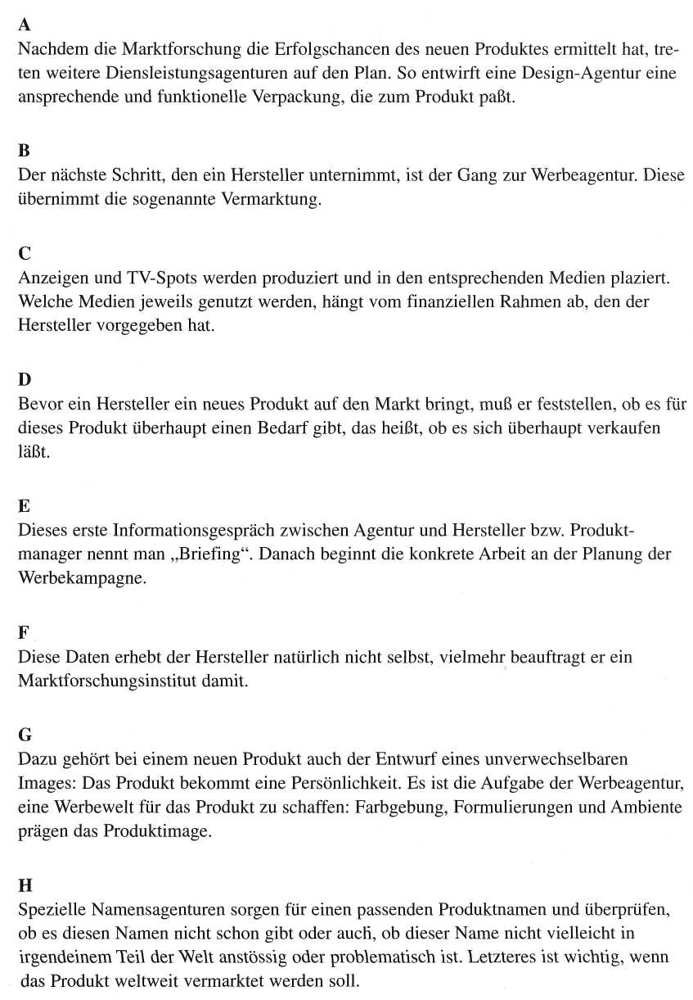 A
Nachdem die Marktforschung die Erfolgschancen des neuen Produktes ermittelt hat, tre-
ten weitere Diensleistungsagenturen auf den Plan. So entwirft eine Design-Agentur eine
ansprechende und funktionelle Verpackung, die zum Produkt paßt.
B
Der nächste Schritt, den ein Hersteller unternimmt, ist der Gang zur Werbeagentur. Diese
übernimmt die sogenannte Vermarktung.
C
Anzeigen und TV-Spots werden produziert und in den entsprechenden Medien plaziert.
Welche Medien jeweils genutzt werden, hängt vom finanziellen Rahmen ab, den der
Hersteller vorgegeben hat.
D
Bevor ein Hersteller ein neues Produkt auf den Markt bringt, muß er feststellen, ob es für
dieses Produkt überhaupt einen Bedarf gibt, das heißt, ob es sich überhaupt verkaufen
läßt.
E
Dieses erste Informationsgespräch zwischen Agentur und Hersteller bzw. Produkt-
manager nennt man „Briefing“. Danach beginnt die konkrete Arbeit an der Planung der
Werbekampagne.
F
Diese Daten erhebt der Hersteller natürlich nicht selbst, vielmehr beauftragt er ein
Marktforschungsinstitut damit.
G
Dazu gehört bei einem neuen Produkt auch der Entwurf eines unverwechselbaren
Images: Das Produkt bekommt eine Persönlichkeit. Es ist die Aufgabe der Werbeagentur,
eine Werbewelt für das Produkt zu schaffen: Farbgebung, Formulierungen und Ambiente
prägen das Produktimage.
H
Spezielle Namensagenturen sorgen für einen passenden Produktnamen und überprüfen,
ob es diesen Namen nicht schon gibt oder auch, ob dieser Name nicht vielleicht in
irgendeinem Teil der Welt anstössig oder problematisch ist. Letzteres ist wichtig, wenn
das Produkt weltweit vermarktet werden soll.